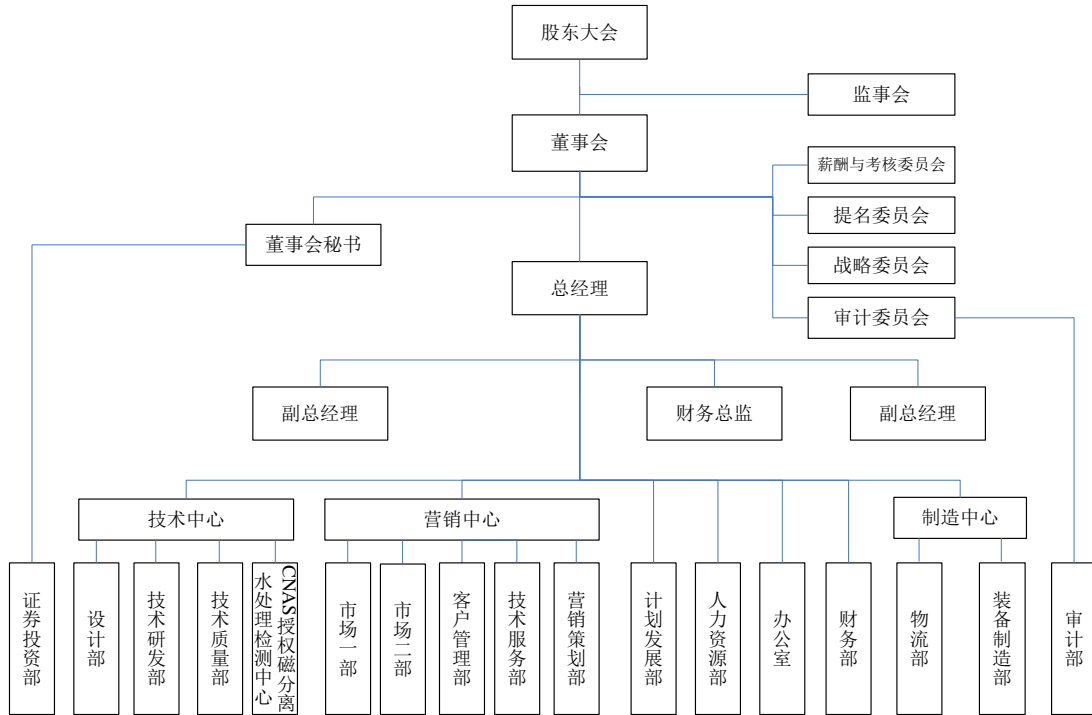 股东大会
监事会
董事会
薪酬与考核委员会
提名委员会
董事会秘书
战略委员会
总经理
审计委员会
副总经理
财务总监
副总经理
技术中心
营销中心
制造中心
证券投资部
设计部
技术研发部
技术质量部
CNAS授权磁分离
水处理检测中心
市场一部
市场二部
客户管理部
技术服务部
营销策划部
计划发展部
人力资源部
办公室
财务部
物流部
装备制造部
审计部